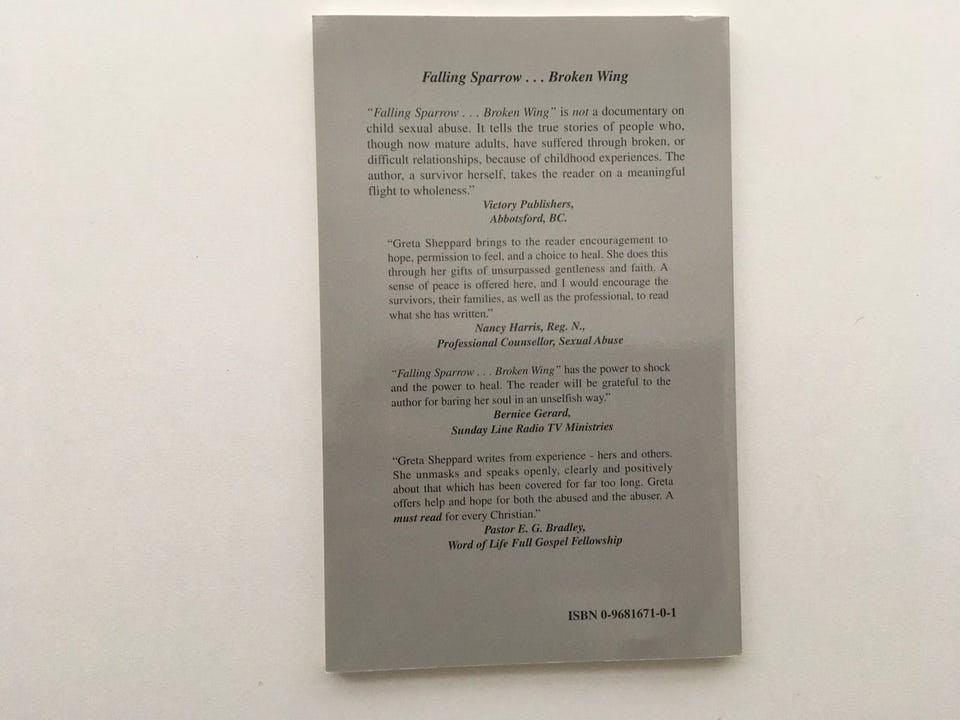 Falling Sparrow . . . Broken Wing
"Falling Sparrow . . . Broken Wing" is not a documentary on
child sexual abuse. It tells the true stories of people who,
though now mature adults, have suffered through broken, or
difficult relationships, because of childhood experiences. The
author, a survivor herself, takes the reader on a meaningful
flight to wholeness."
Victory Publishers,
Abbotsford, BC.
"Greta Sheppard brings to the reader encouragement to
hope, permission to feel, and a choice to heal. She does this
through her gifts of unsurpassed gentleness and faith. A
sense of peace is offered here, and I would encourage the
survivors, their families, as well as the professional, to read
what she has written."
Nancy Harris, Reg. N.,
Professional Counsellor, Sexual Abuse
"Falling Sparrow . . . Broken Wing" has the power to shock
and the power to heal. The reader will be grateful to the
author for baring her soul in an unselfish way."
Bernice Gerard,
Sunday Line Radio TV Ministries
"Greta Sheppard writes from experience - hers and others.
She unmasks and speaks openly, clearly and positively
about that which has been covered for far too long. Greta
offers help and hope for both the abused and the abuser. A
must read for every Christian."
Pastor E. G. Bradley,
Word of Life Full Gospel Fellowship
ISBN 0-9681671-0-1